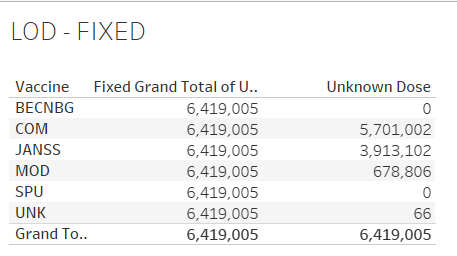 LOD - FIXED
Vaccine Fixed Grand Total of U.. Unknown Dose
BECNBG 6,419,005 0
COM 6,419,005 5,701,002
JANSS 6,419,005 3,913,102
MOD 6,419,005 678,806
SPU 6,419,005 0
UNK 6,419,005 66
Grand To.. 6,419,005 6,419,005